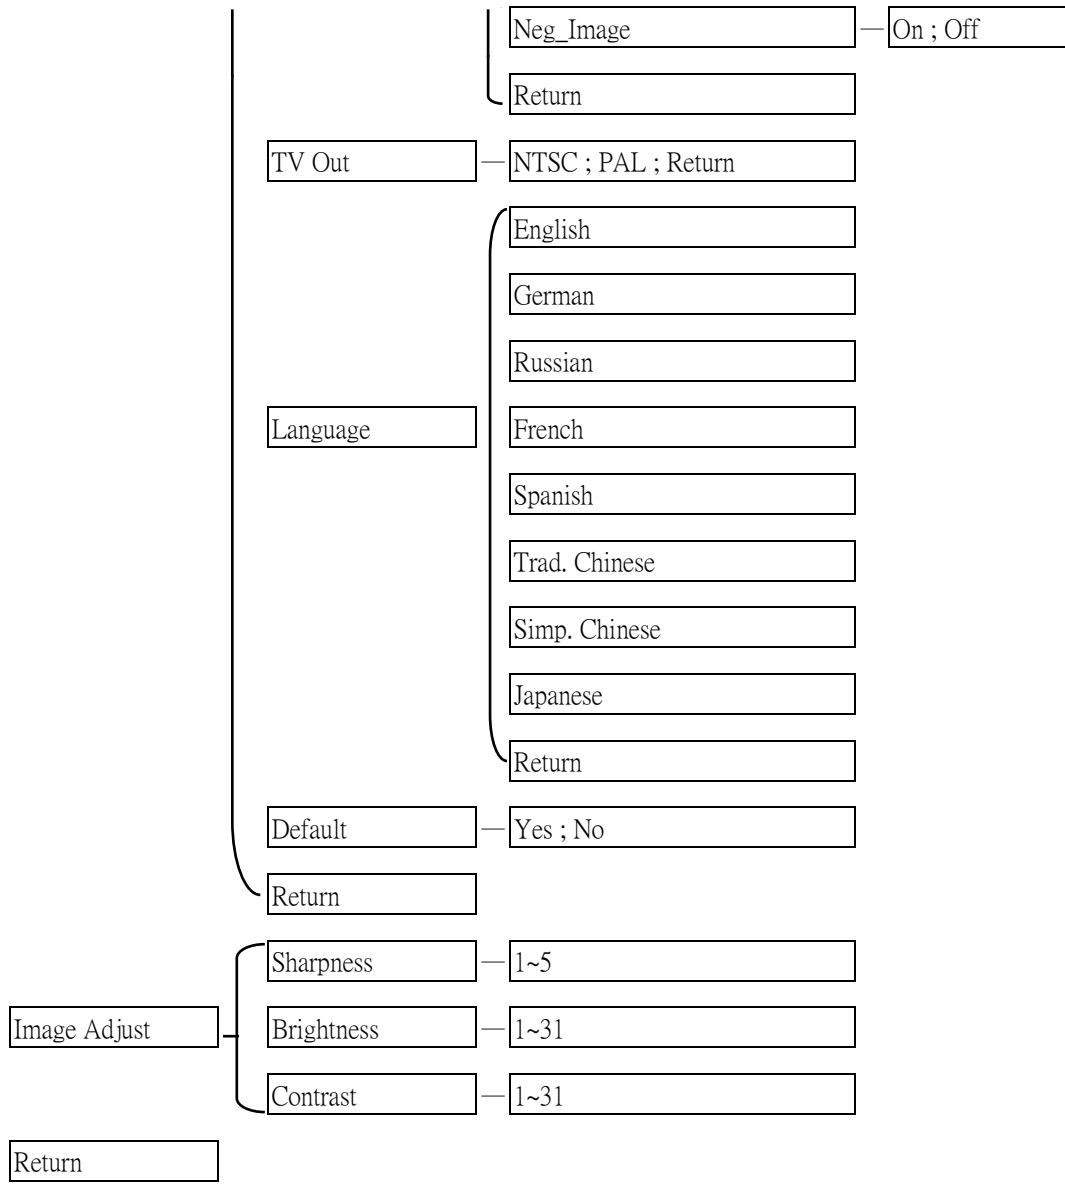 Neg_Image — On ; Off
Return
TV Out — NTSC ; PAL ; Return
English
German
Russian
Language French
Spanish
Trad. Chinese
Simp. Chinese
Japanese
Return
Default — Yes ; No
Return
Sharpness — 1~5
Image Adjust Brightness — 1~31
Contrast — 1~31
Return